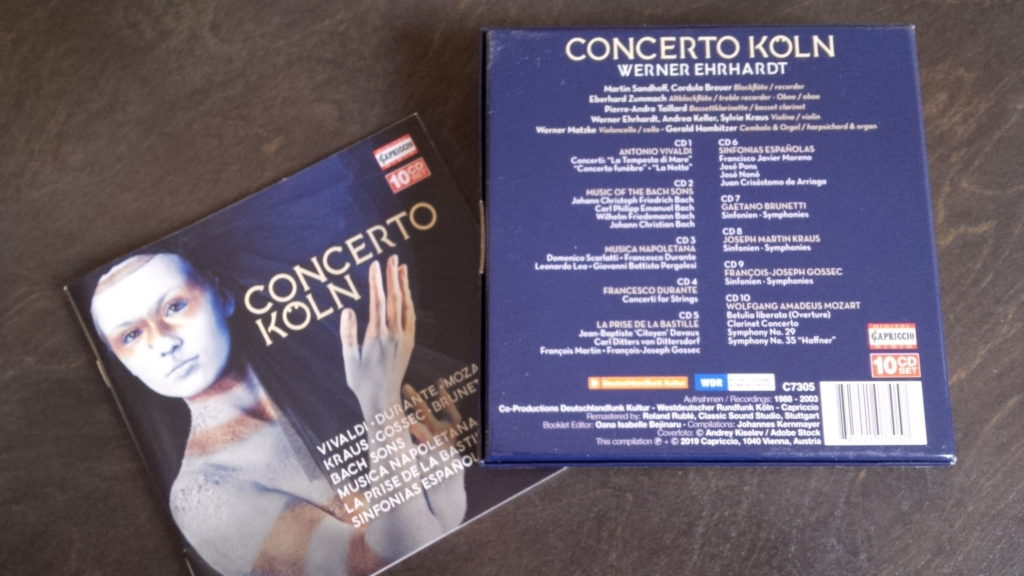 CAPRICCIO
10 CD SET
CONCERTO
KÖLN
VIVALDI · DURANTE
KRAUS · GOSSEC · BRUNE
BACH SONS
MUSICA NAPOLETANA
LA PRISE DE LA BASTI
SINFONIAS ESPAÑOL
CONCERTO KÖLN
WERNER EHRHARDT
Martin Sandhoff, Cordula Breuer Blockflöte / recorder
Eberhard Zummach Altblockflöte / treble recorder · Oboe / oboe
Pierre-Andre Taillard Bassettklarinette / basset clarinet
Werner Ehrhardt, Andrea Keller, Sylvie Kraus Violine / violin
Werner Matzke Violoncello / cello · Gerald Hambitzer Cembalo & Orgel / harpsichord & organ
CD 1
ANTONIO VIVALDI
Concerti: "La Tempesta di Mare"
"Concerto funèbre" · "La Notte"
CD 2
MUSIC OF THE BACH SONS
Johann Christoph Friedrich Bach
Carl Philipp Emanuel Bach
Wilhelm Friedemann Bach
Johann Christian Bach
CD 3
MUSICA NAPOLETANA
Domenico Scarlatti · Francesco Durante
Leonardo Leo · Giovanni Battista Pergolesi
CD 4
FRANCESCO DURANTE
Concerti for Strings
CD 5
LA PRISE DE LA BASTILLE
Jean-Baptiste 'Citoyen' Davaux
Carl Ditters von Dittersdorf
François Martin · François-Joseph Gossec
CD 6
SINFONIAS ESPAÑOLAS
Francisco Javier Moreno
José Pons
José Nonó
Juan Crisóstomo de Arriaga
CD 7
GAETANO BRUNETTI
Sinfonien · Symphonies
CD 8
JOSEPH MARTIN KRAUS
Sinfonien · Symphonies
CD 9
FRANÇOIS-JOSEPH GOSSEC
Sinfonien · Symphonies
CD 10
WOLFGANG AMADEUS MOZART
Betulia liberata (Overture)
Clarinet Concerto
Symphony No. 29
Symphony No. 35 "Haffner"
DIGITAL
CAPRICCIO
10 CD SET
Deutschlandfunk Kultur
WDR
C7305
Aufnahmen / Recordings: 1988 - 2003
Co-Productions Deutschlandfunk Kultur - Westdeutscher Rundfunk Köln - Capriccio
Remastered by: Roland Rublé, Classic Sound Studio, Stuttgart
Booklet Editor: Oana Isabelle Bejinaru · Compilations: Johannes Kernmayer
Coverfoto: © Andrey Kiselev / Adobe Stock
This compilation ℗ + © 2019 Capriccio, 1040 Vienna, Austria